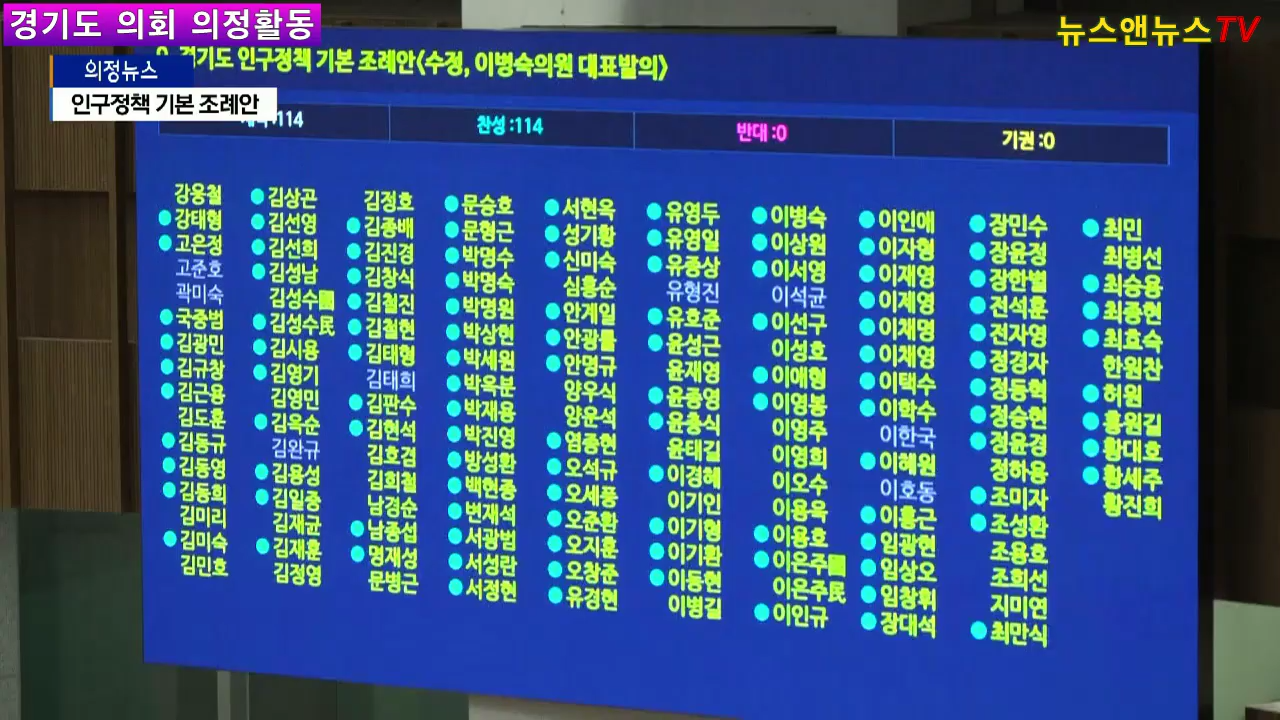 경기도 의회 의정활동
뉴스앤뉴스TV
경기도 인구정책 기본 조례안(수정, 이병숙의원 대표발의)
의정뉴스
인구정책 기본 조례안
:114
찬성 :114
반대 :0
기권 :0
강웅철 김상곤 김정호 문승호 서현옥 유영두 이병숙 이인애 장민수 최민
강태형 김선영 김종배 문형근 성기황 유영일 이상원 이자형 장윤정 최병선
고은정 김선희 김진경 박명수 신미숙 유종상 이서영 이재영 장한별 최승용
고준호 김성남 김창식 박명숙 심홍순 유형진 이석균 이제영 전석훈 최종현
곽미숙 김성수國 김철진 박명원 안계일 유호준 이선구 이채명 전자영 최효숙
국중범 김성수民 김철현 박상현 안광률 윤성근 이성호 이채영 정경자 한원찬
김광민 김시용 김태형 박세원 안명규 윤재영 이애형 이택수 정동혁 허원
김규창 김영기 김태희 박옥분 양우식 윤종영 이영봉 이학수 정승현 홍원길
김근용 김영민 김판수 박재용 양운석 윤충식 이영주 이한국 정윤경 황대호
김도훈 김옥순 김현석 박진영 염종현 윤태길 이영희 이혜원 정하용 황세주
김동규 김완규 김호겸 방성환 오석규 이경혜 이오수 이호동 조미자 황진희
김동영 김용성 김희철 백현종 오세풍 이기인 이용욱 이홍근 조성환
김동희 김일중 남경순 변재석 오준환 이기형 이용호 임광현 조용호
김미리 김재균 남종섭 서광범 오지훈 이기환 이은주國 임상오 조희선
김미숙 김재훈 명재성 서성란 오창준 이동현 이은주民 임창휘 지미연
김민호 김정영 문병근 서정현 유경현 이병길 이인규 장대석 최만식